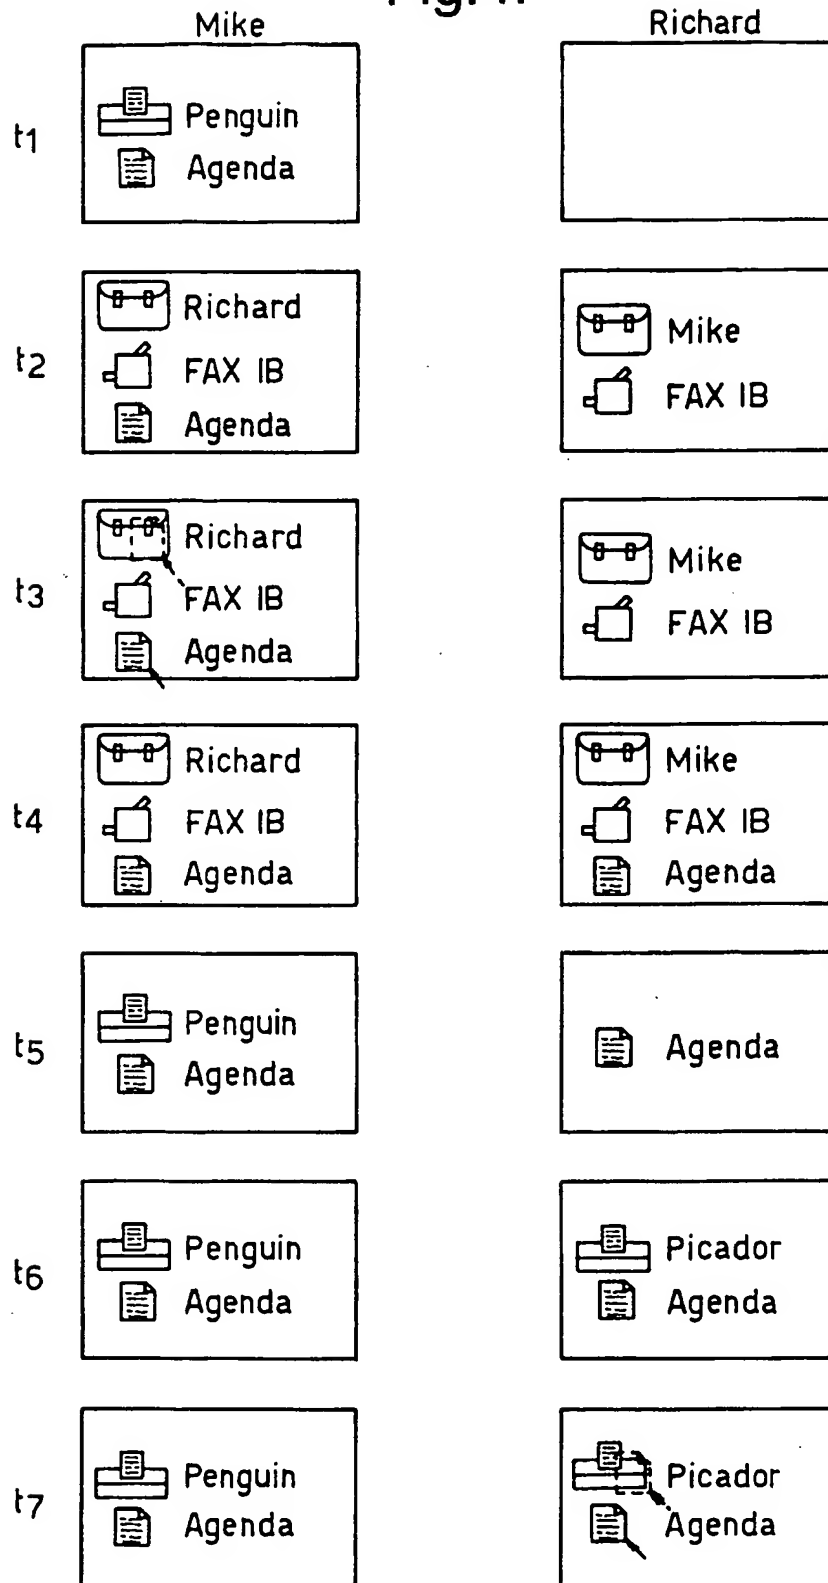 Mike Richard
t1 Penguin
Agenda
t2 Richard Mike
FAX IB FAX IB
Agenda
t3 Richard Mike
FAX IB FAX IB
Agenda
t4 Richard Mike
FAX IB FAX IB
Agenda Agenda
t5 Penguin Agenda
Agenda
t6 Penguin Picador
Agenda Agenda
t7 Penguin Picador
Agenda Agenda